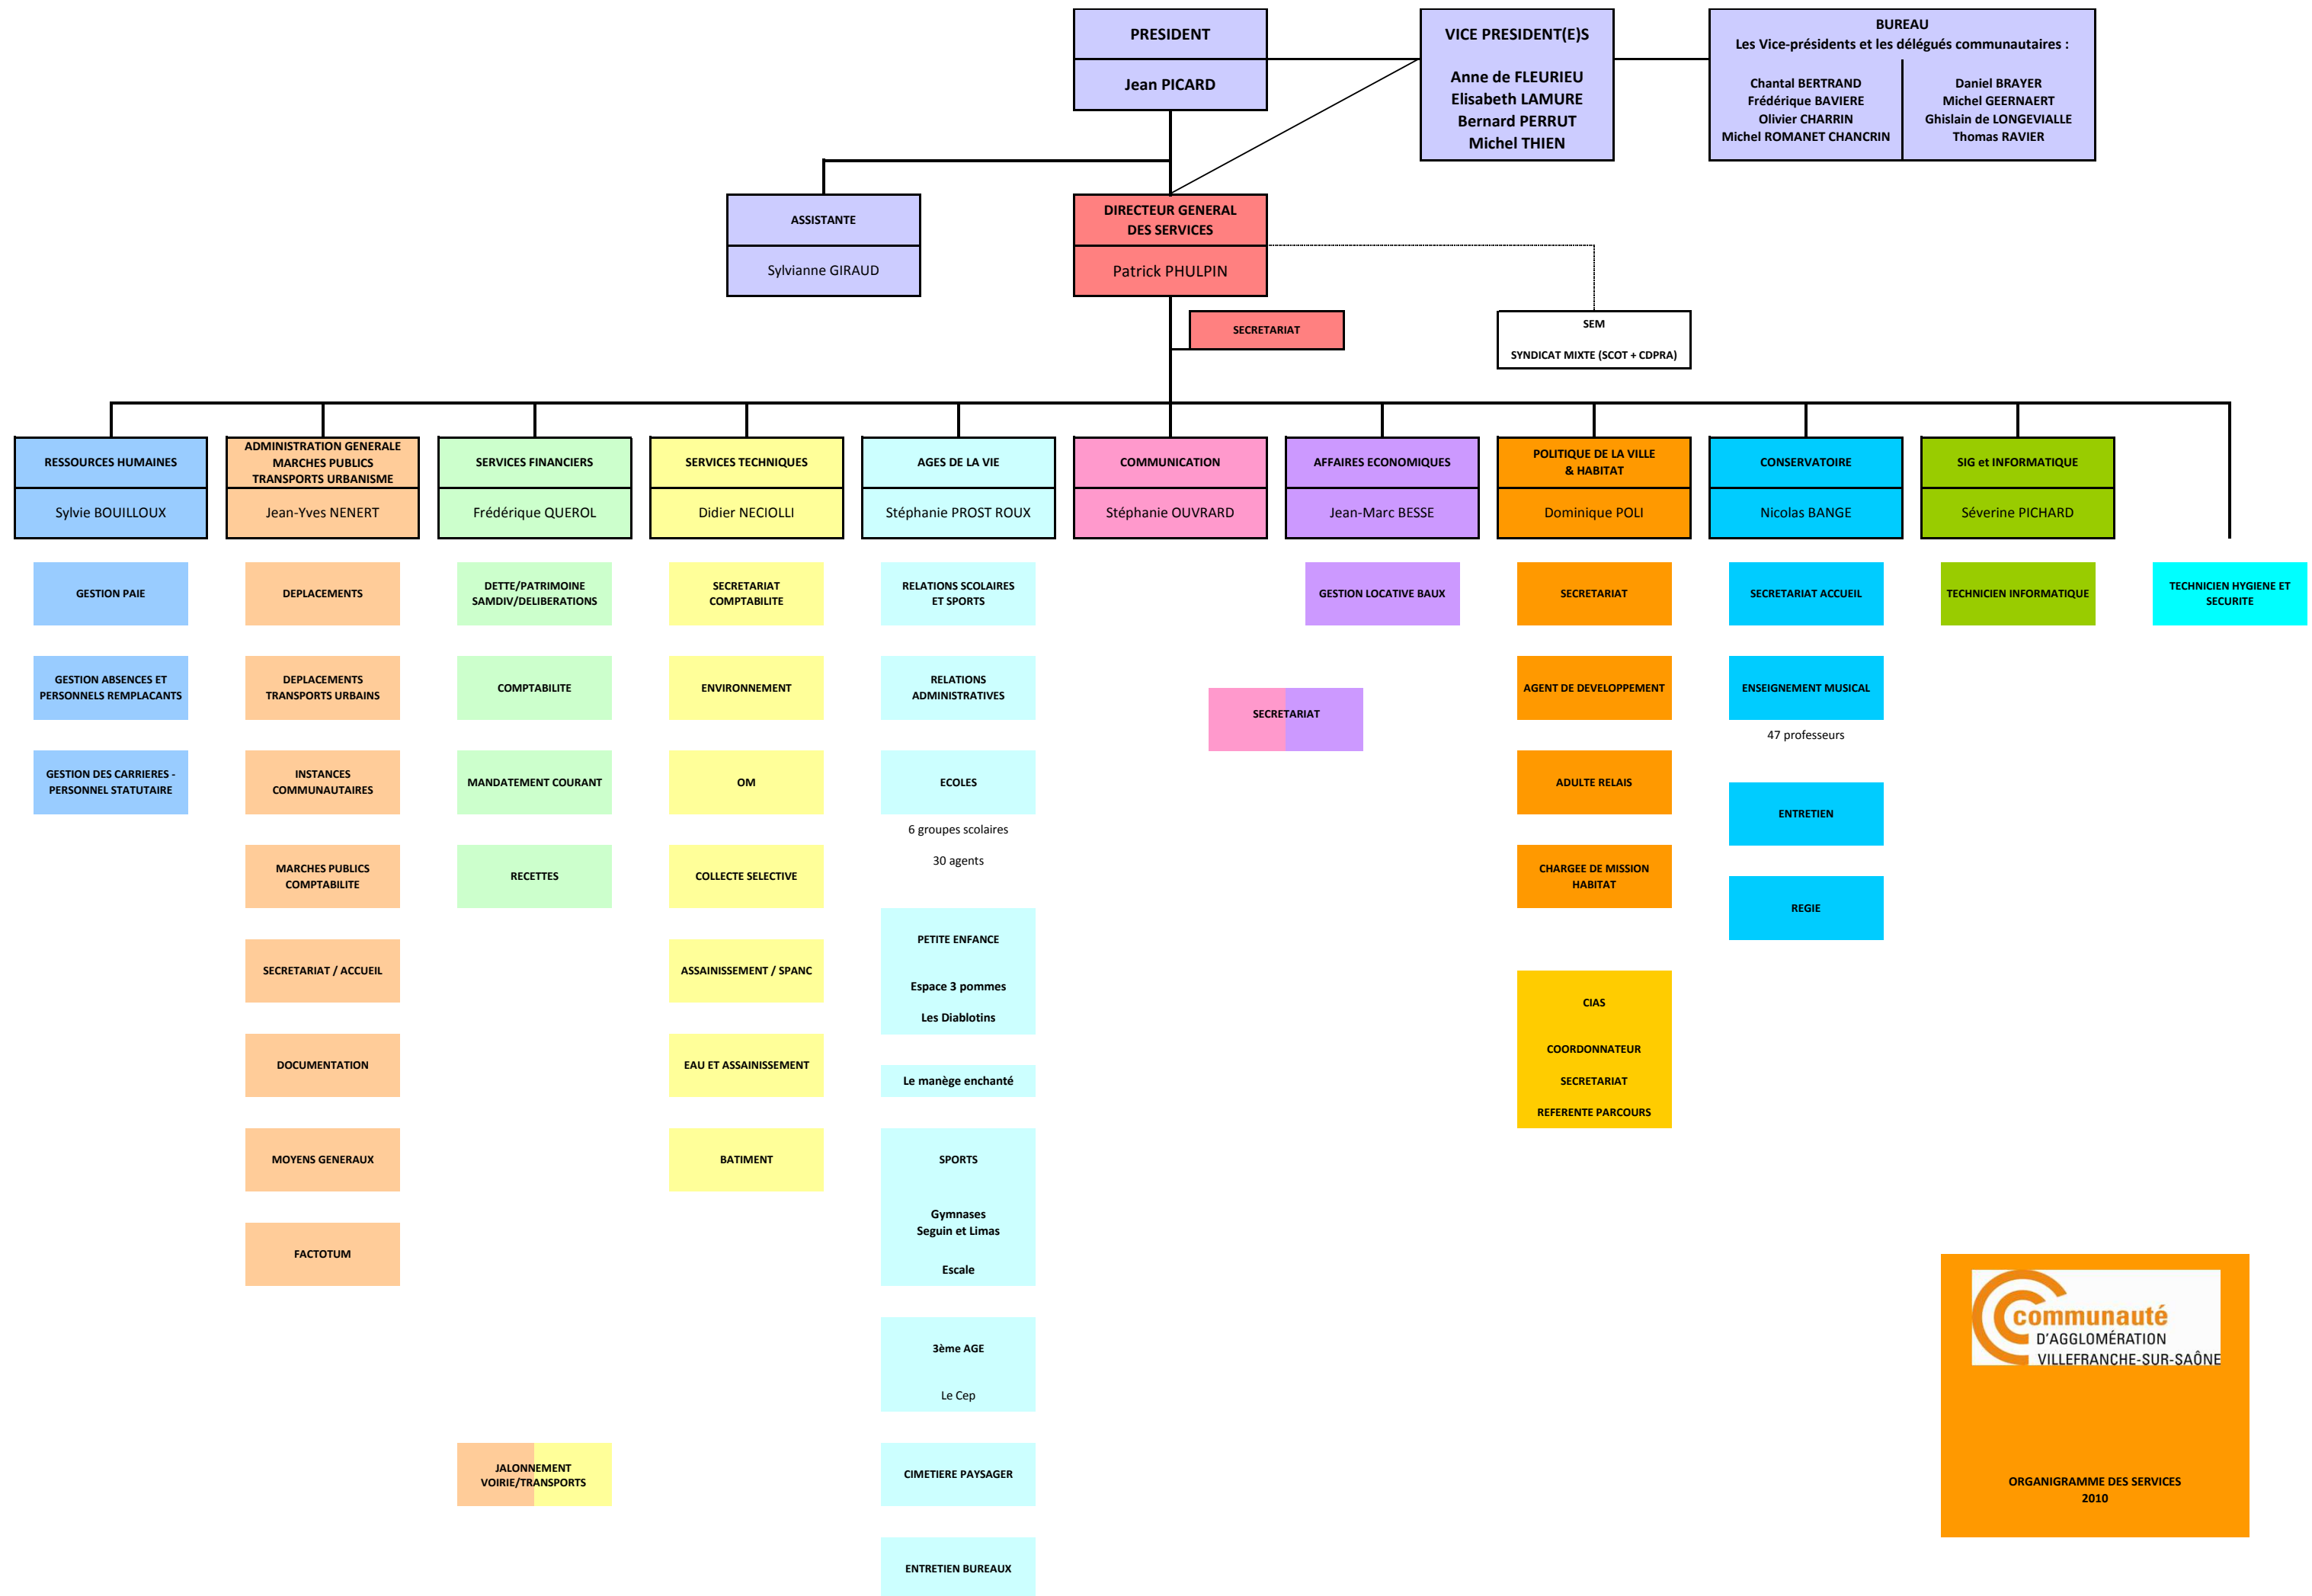 PRESIDENT
Jean PICARD
VICE PRESIDENT(E)S
Anne de FLEURIEU
Elisabeth LAMURE
Bernard PERRUT
Michel THIEN
BUREAU
Les Vice-présidents et les délégués communautaires :
Chantal BERTRAND
Frédérique BAVIERE
Olivier CHARRIN
Michel ROMANET CHANCRIN
Daniel BRAYER
Michel GEERNAERT
Ghislain de LONGEVIALLE
Thomas RAVIER
ASSISTANTE
Sylvianne GIRAUD
DIRECTEUR GENERAL
DES SERVICES
Patrick PHULPIN
SECRETARIAT
SEM
SYNDICAT MIXTE (SCOT + CDPRA)
RESSOURCES HUMAINES
Sylvie BOUILLOUX
GESTION PAIE
GESTION ABSENCES ET
PERSONNELS REMPLACANTS
GESTION DES CARRIERES -
PERSONNEL STATUTAIRE
ADMINISTRATION GENERALE
MARCHES PUBLICS
TRANSPORTS URBANISME
Jean-Yves NENERT
DEPLACEMENTS
DEPLACEMENTS
TRANSPORTS URBAINS
INSTANCES
COMMUNAUTAIRES
MARCHES PUBLICS
COMPTABILITE
SECRETARIAT / ACCUEIL
DOCUMENTATION
MOYENS GENERAUX
FACTOTUM
SERVICES FINANCIERS
Frédérique QUEROL
DETTE/PATRIMOINE
SAMDIV/DELIBERATIONS
COMPTABILITE
MANDATEMENT COURANT
RECETTES
JALONNEMENT
VOIRIE/TRANSPORTS
SERVICES TECHNIQUES
Didier NECIOLLI
SECRETARIAT
COMPTABILITE
ENVIRONNEMENT
OM
COLLECTE SELECTIVE
ASSAINISSEMENT / SPANC
EAU ET ASSAINISSEMENT
BATIMENT
AGES DE LA VIE
Stéphanie PROST ROUX
RELATIONS SCOLAIRES
ET SPORTS
RELATIONS
ADMINISTRATIVES
ECOLES
6 groupes scolaires
30 agents
PETITE ENFANCE
Espace 3 pommes
Les Diablotins
Le manège enchanté
SPORTS
Gymnases
Seguin et Limas
Escale
3ème AGE
Le Cep
CIMETIERE PAYSAGER
ENTRETIEN BUREAUX
COMMUNICATION
Stéphanie OUVRARD
SECRETARIAT
AFFAIRES ECONOMIQUES
Jean-Marc BESSE
GESTION LOCATIVE BAUX
POLITIQUE DE LA VILLE
& HABITAT
Dominique POLI
SECRETARIAT
AGENT DE DEVELOPPEMENT
ADULTE RELAIS
CHARGEE DE MISSION
HABITAT
CIAS
COORDONNATEUR
SECRETARIAT
REFERENTE PARCOURS
CONSERVATOIRE
Nicolas BANGE
SECRETARIAT ACCUEIL
ENSEIGNEMENT MUSICAL
47 professeurs
ENTRETIEN
REGIE
SIG et INFORMATIQUE
Séverine PICHARD
TECHNICIEN INFORMATIQUE
TECHNICIEN HYGIENE ET
SECURITE
communauté
D'AGGLOMÉRATION
VILLEFRANCHE-SUR-SAÔNE
ORGANIGRAMME DES SERVICES
2010